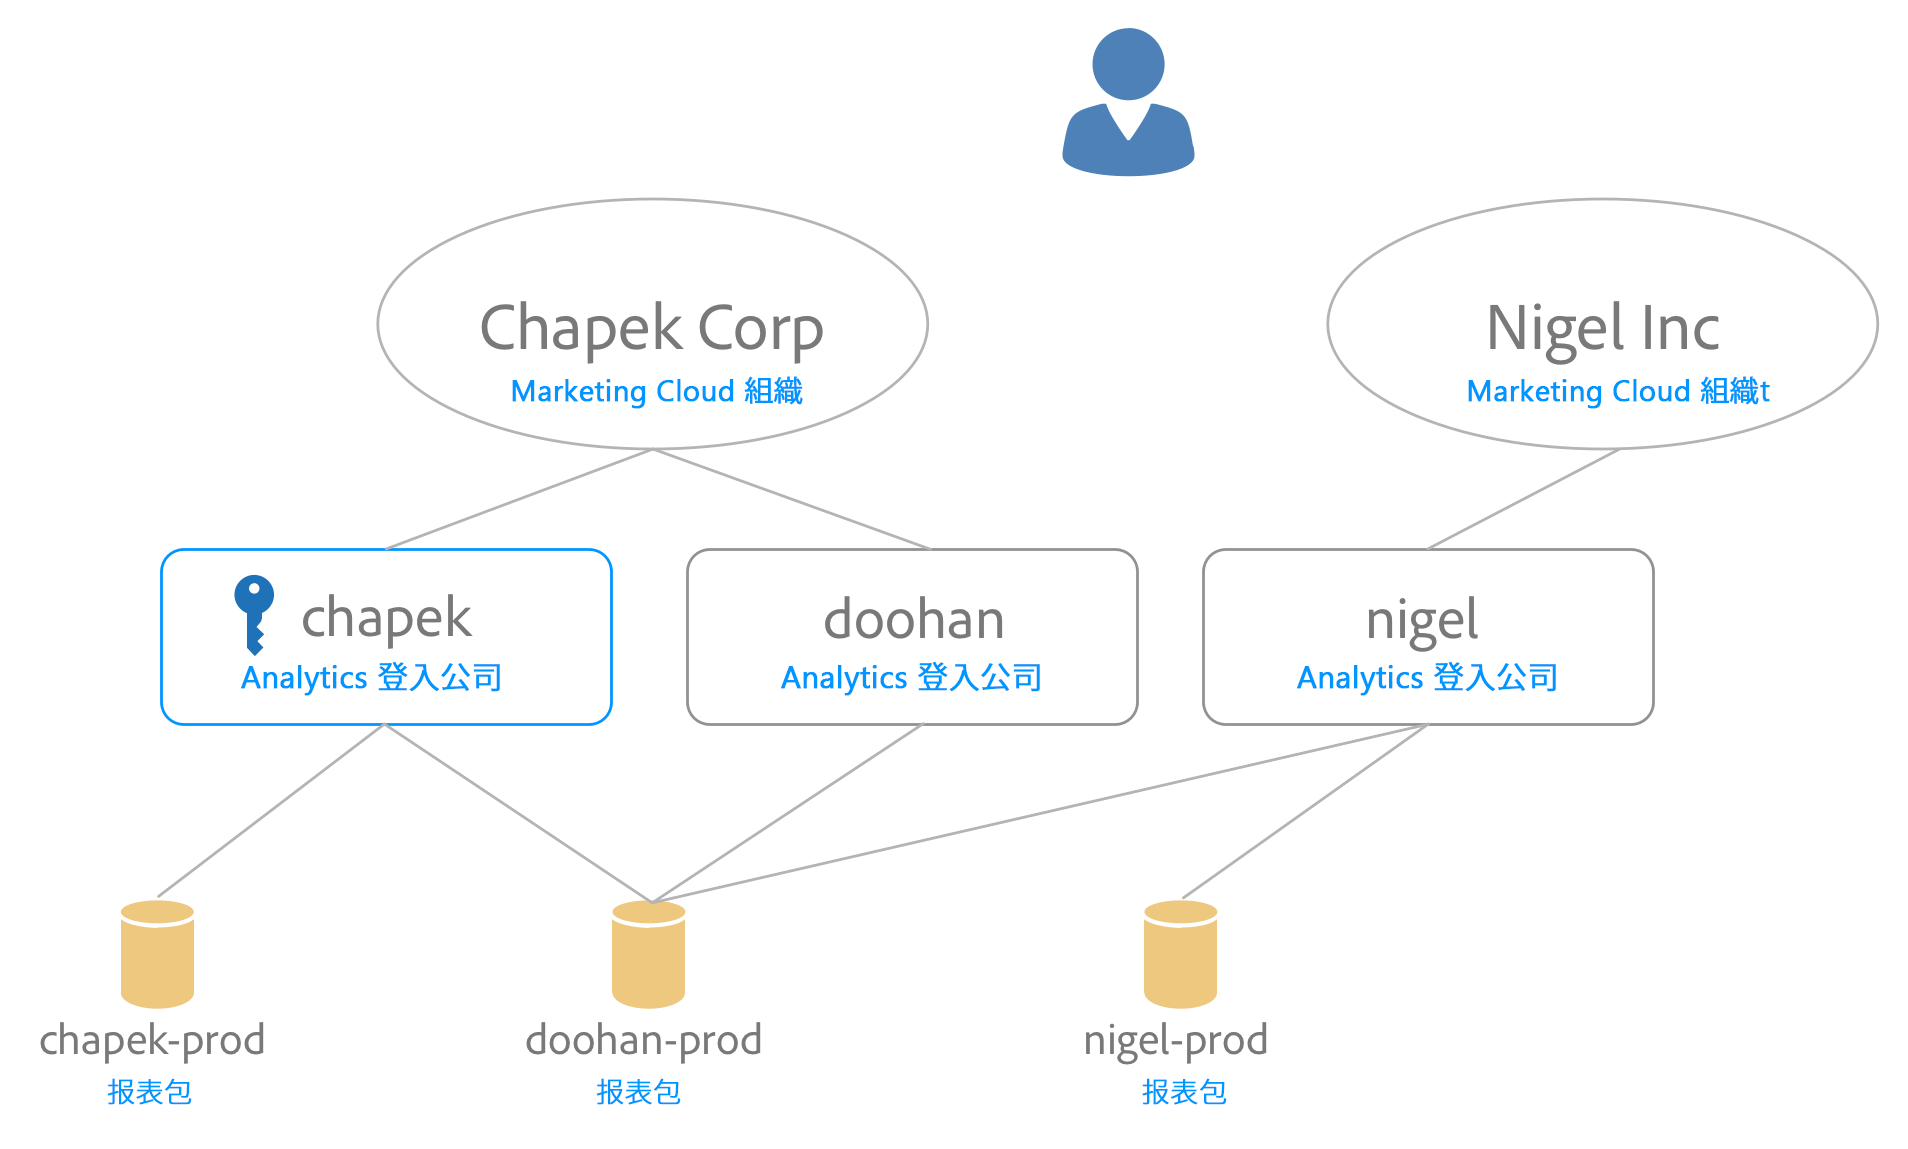 Chapek Corp
Marketing Cloud 組織
Nigel Inc
Marketing Cloud 組織t
chapek
Analytics 登入公司
doohan
Analytics 登入公司
nigel
Analytics 登入公司
chapek-prod
报表包
doohan-prod
报表包
nigel-prod
报表包